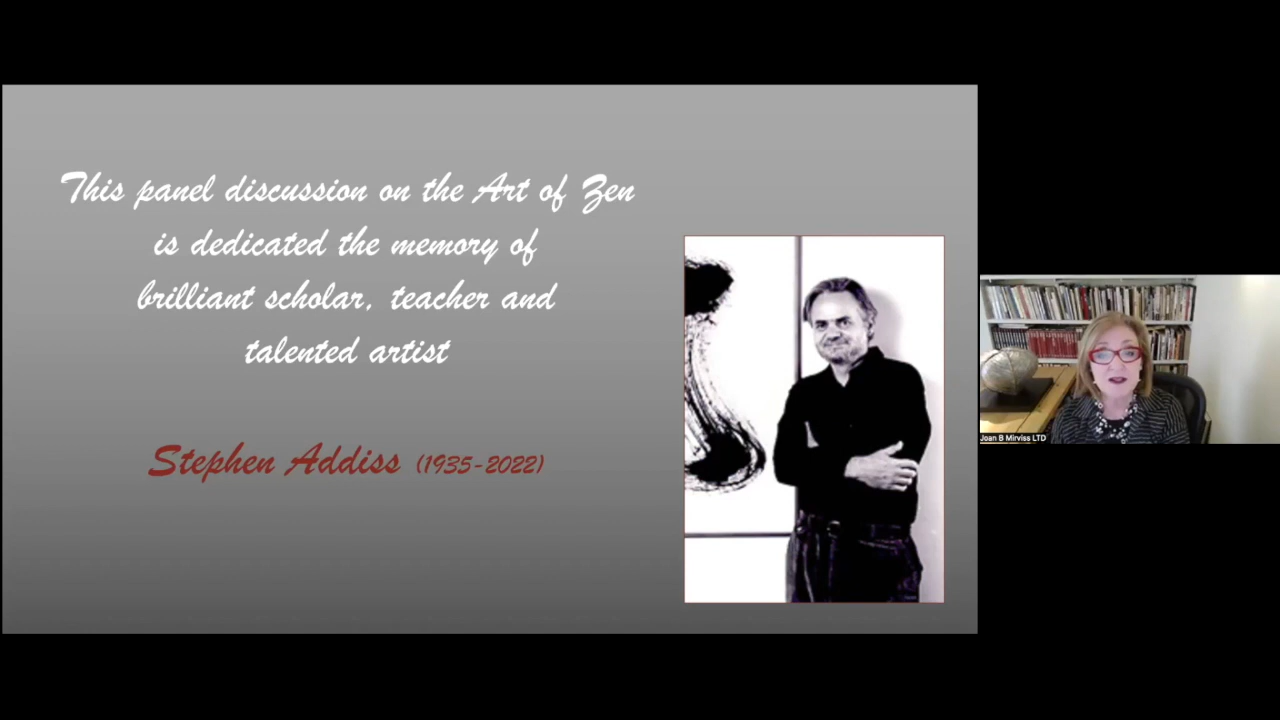 This panel discussion on the Art of Zen
is dedicated the memory of
brilliant scholar, teacher and
talented artist
Stephen Addiss (1935-2022)
Joan B Mirviss LTD